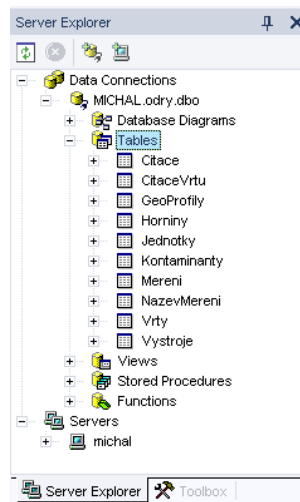 Server Explorer
Data Connections
MICHAL.odry.dbo
Database Diagrams
Tables
Citace
CitaceVrtu
GeoProfily
Horniny
Jednotky
Kontaminanty
Mereni
NazevMereni
Vrty
Vystroje
Views
Stored Procedures
Functions
Servers
michal
Server Explorer Toolbox